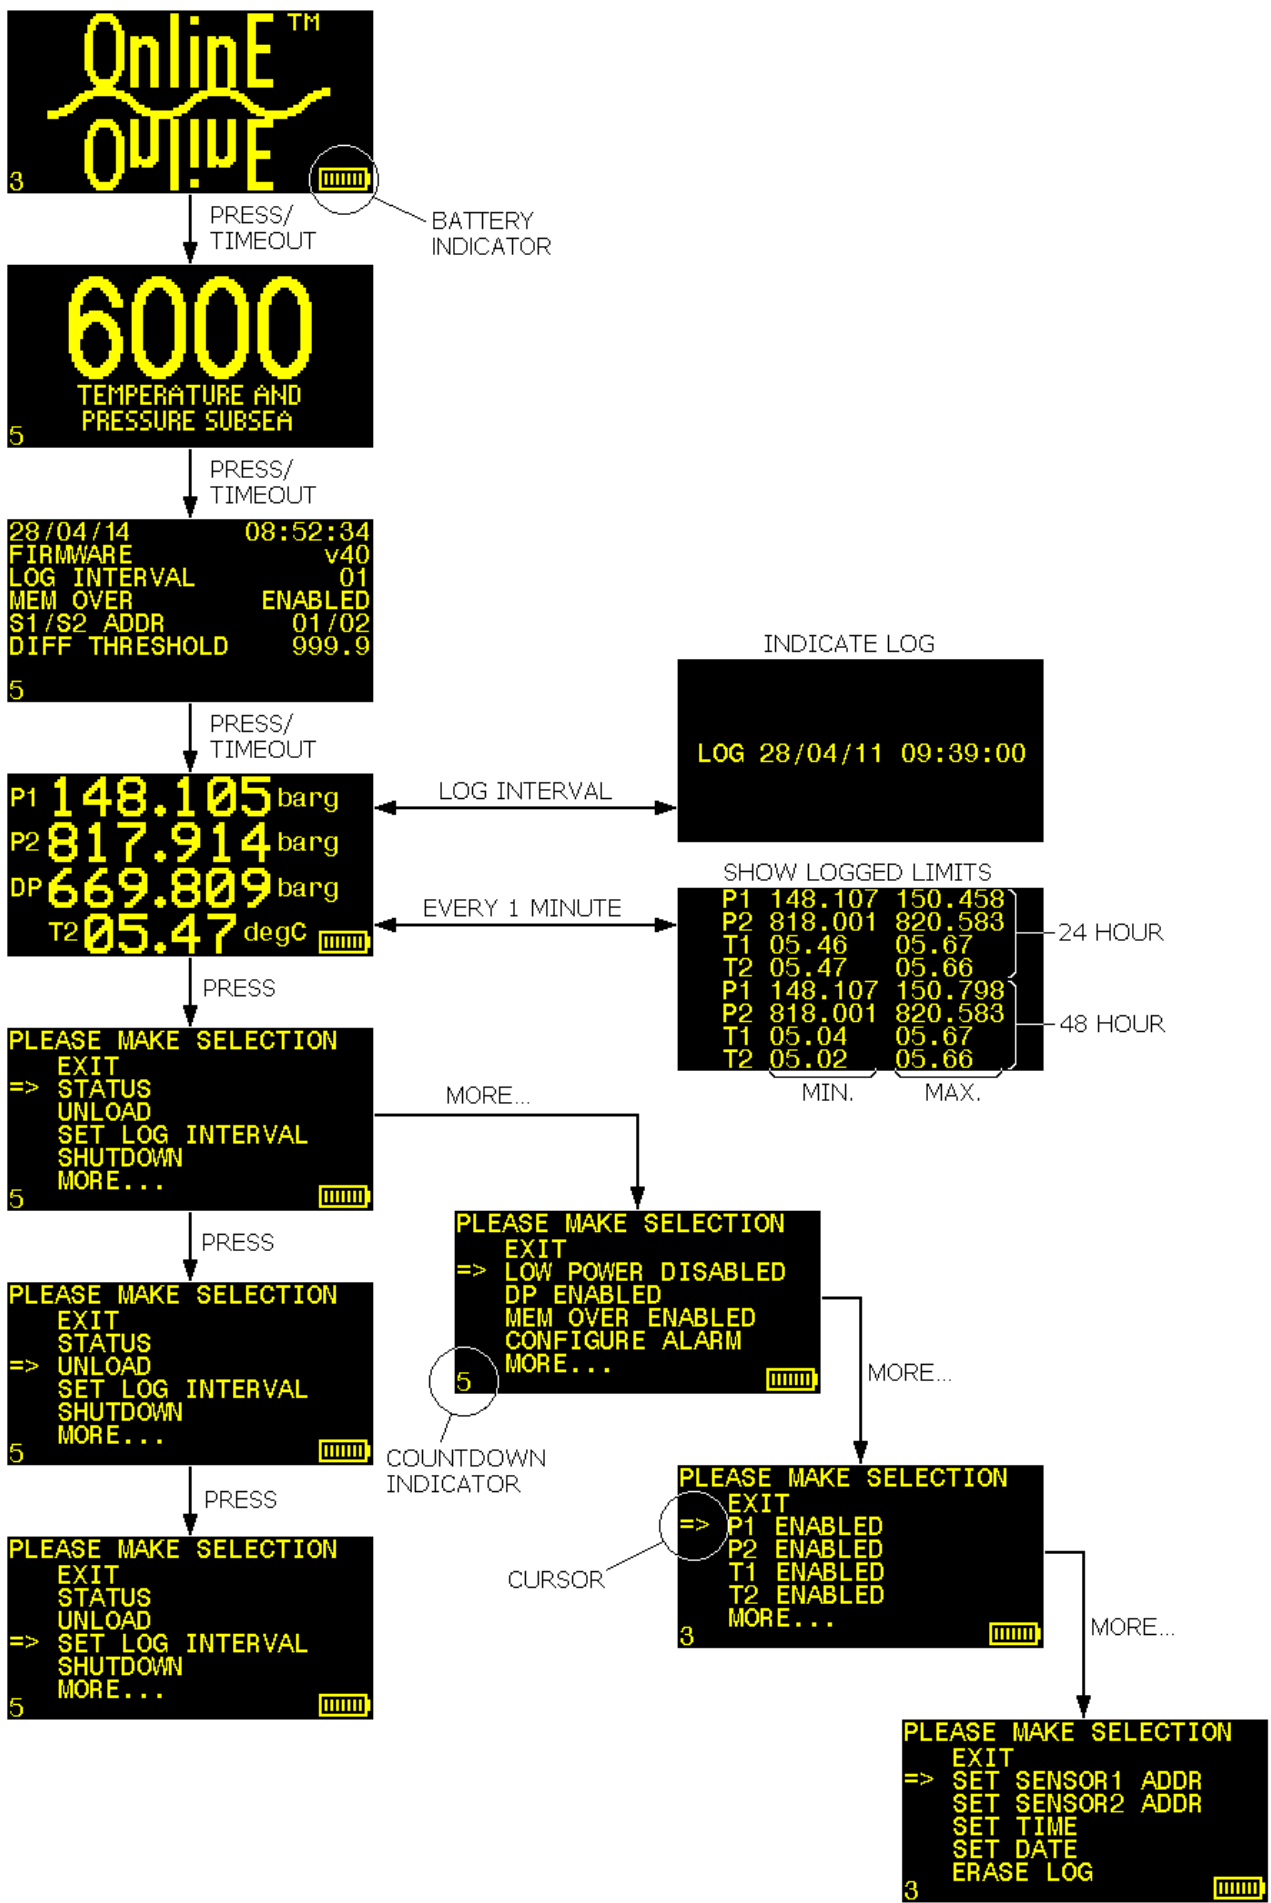 OnlinE™
OnlinE
3
BATTERY
INDICATOR
PRESS/
TIMEOUT
6000
TEMPERATURE AND
PRESSURE SUBSEA
5
PRESS/
TIMEOUT
28/04/14 08:52:34
FIRMWARE v40
LOG INTERVAL 01
MEM OVER ENABLED
S1/S2 ADDR 01/02
DIFF THRESHOLD 999.9
5
PRESS/
TIMEOUT
P1 148.105 barg
P2 817.914 barg
DP 669.809 barg
T2 05.47 degC
LOG INTERVAL
INDICATE LOG
LOG 28/04/11 09:39:00
EVERY 1 MINUTE
SHOW LOGGED LIMITS
P1 148.107 150.458
P2 818.001 820.583
T1 05.46 05.67
T2 05.47 05.66
24 HOUR
P1 148.107 150.798
P2 818.001 820.583
T1 05.04 05.67
T2 05.02 05.66
48 HOUR
MIN. MAX.
PRESS
PLEASE MAKE SELECTION
EXIT
=> STATUS
UNLOAD
SET LOG INTERVAL
SHUTDOWN
MORE...
5
MORE...
PRESS
PLEASE MAKE SELECTION
EXIT
STATUS
=> UNLOAD
SET LOG INTERVAL
SHUTDOWN
MORE...
5
PRESS
PLEASE MAKE SELECTION
EXIT
STATUS
UNLOAD
=> SET LOG INTERVAL
SHUTDOWN
MORE...
5
PLEASE MAKE SELECTION
EXIT
=> LOW POWER DISABLED
DP ENABLED
MEM OVER ENABLED
CONFIGURE ALARM
MORE...
5
COUNTDOWN
INDICATOR
MORE...
PLEASE MAKE SELECTION
EXIT
=> P1 ENABLED
P2 ENABLED
T1 ENABLED
T2 ENABLED
MORE...
3
CURSOR
MORE...
PLEASE MAKE SELECTION
EXIT
=> SET SENSOR1 ADDR
SET SENSOR2 ADDR
SET TIME
SET DATE
ERASE LOG
3